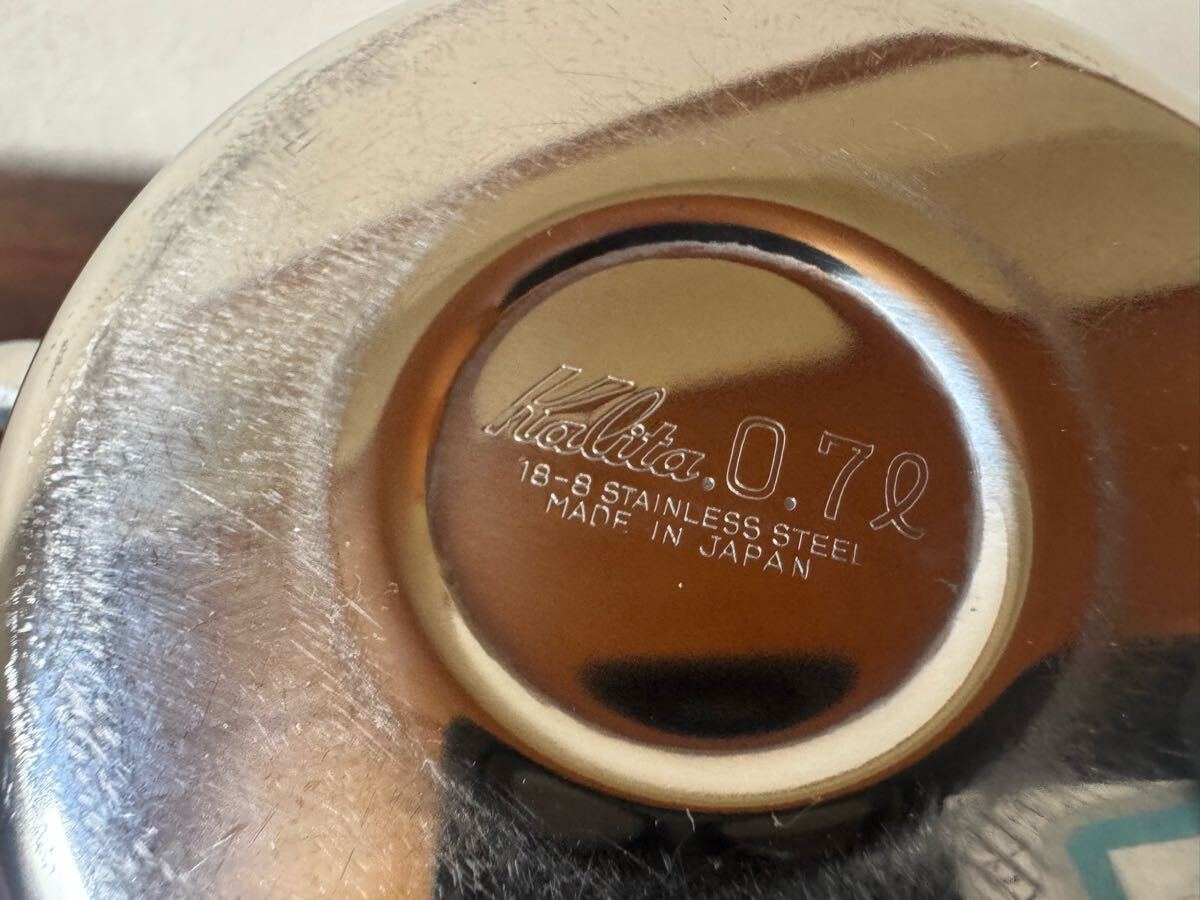 Kalita. 0.7ℓ
18-8 STAINLESS STEEL
MADE IN JAPAN